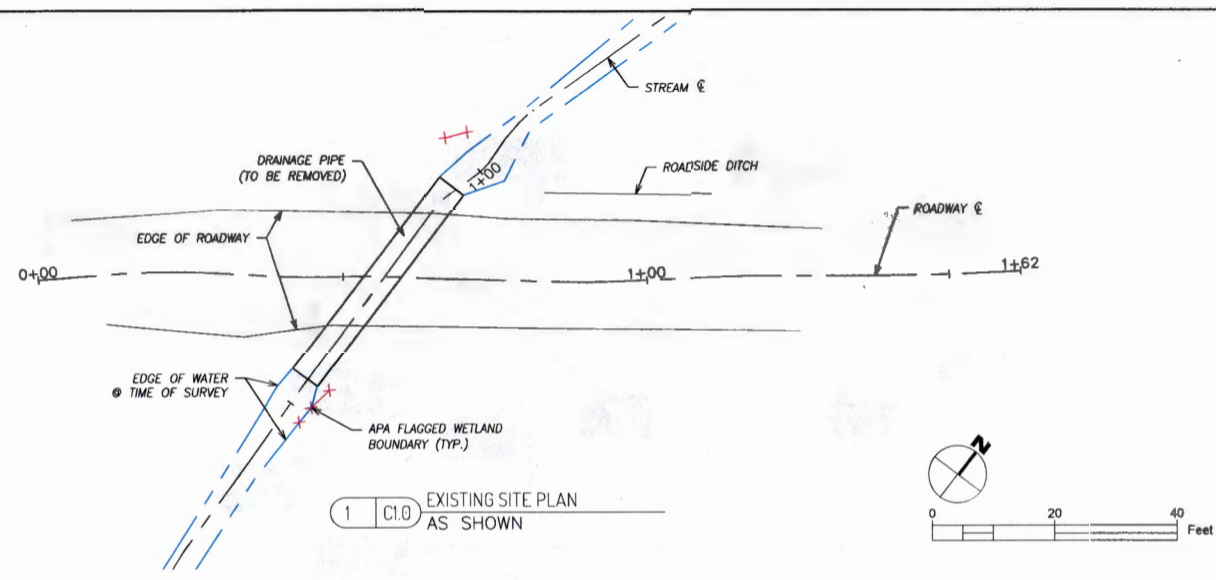 STREAM ℄
DRAINAGE PIPE
(TO BE REMOVED)
1+00
ROADSIDE DITCH
ROADWAY ℄
EDGE OF ROADWAY
0+00
1+00
1+62
EDGE OF WATER
@ TIME OF SURVEY
APA FLAGGED WETLAND
BOUNDARY (TYP.)
N
1 C1.0 EXISTING SITE PLAN
AS SHOWN
0 20 40
Feet